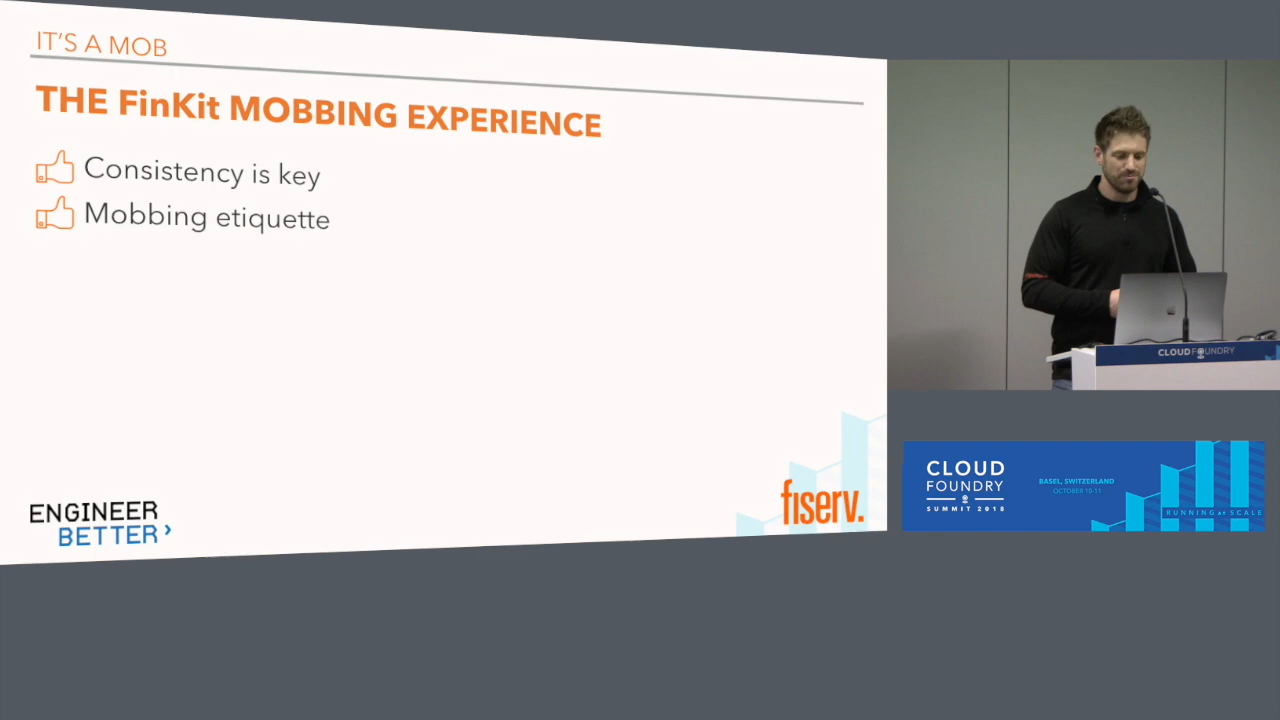 IT'S A MOB
THE FinKit MOBBING EXPERIENCE
Consistency is key
Mobbing etiquette
ENGINEER
BETTER
fiserv.
CLOUD FOUNDRY
CLOUD
FOUNDRY
SUMMIT 2018
BASEL, SWITZERLAND
OCTOBER 10-11
RUNNING at SCALE